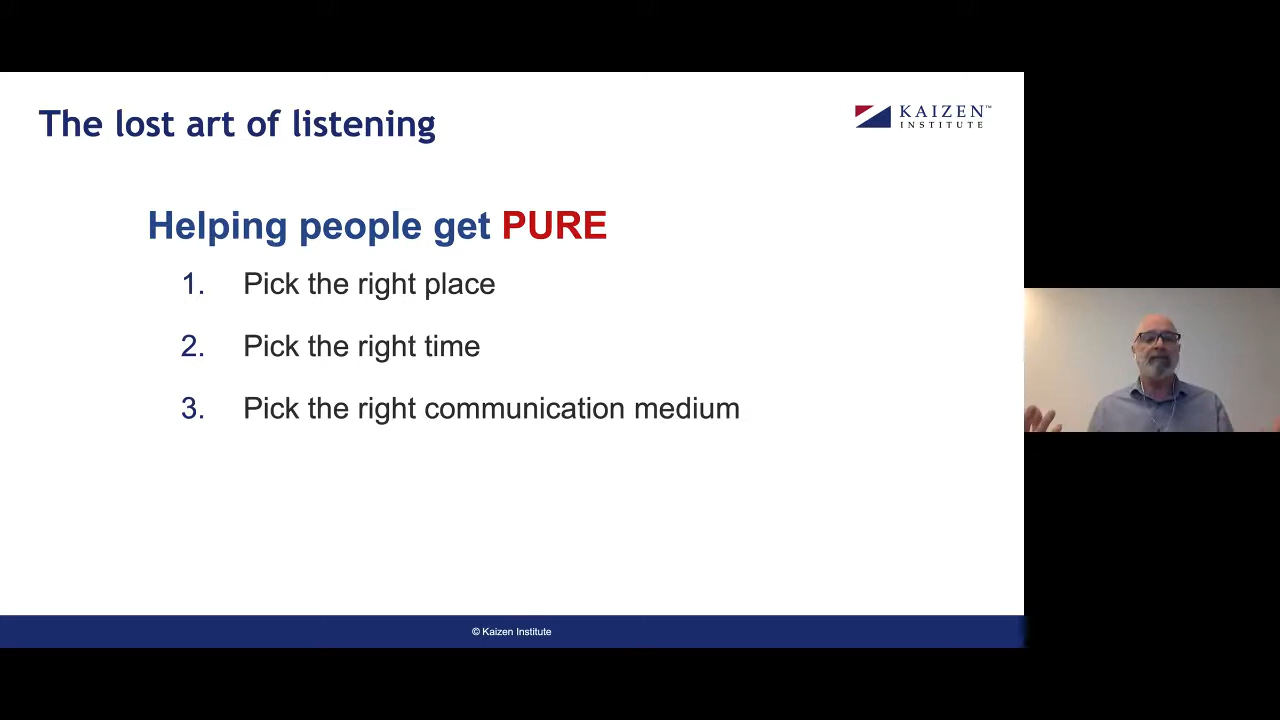 The lost art of listening
KAIZEN™
INSTITUTE
Helping people get PURE
1. Pick the right place
2. Pick the right time
3. Pick the right communication medium
© Kaizen Institute